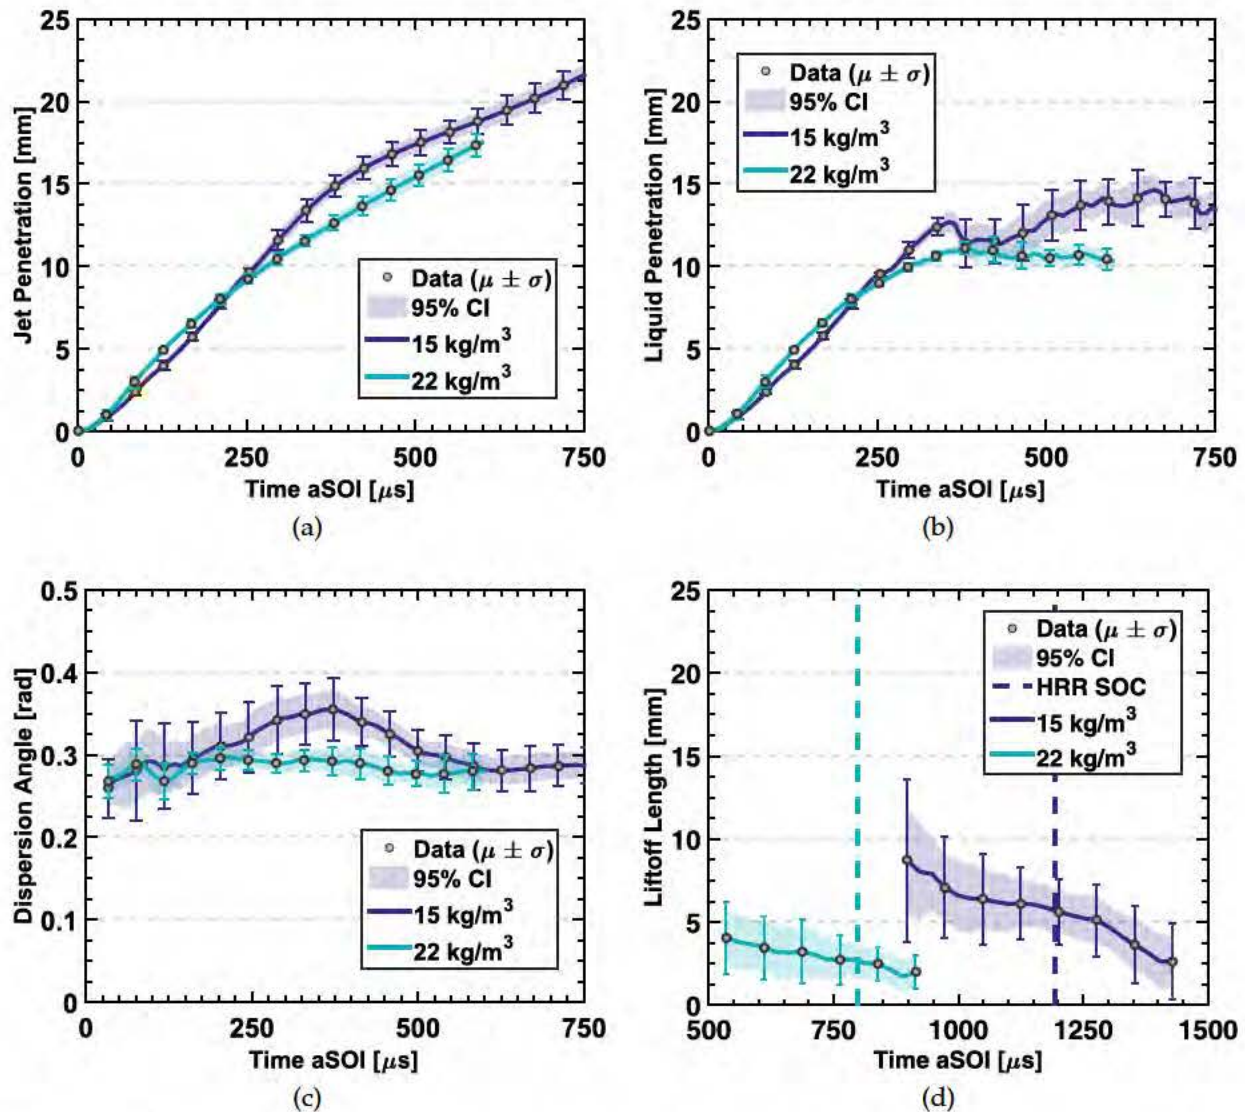 25
20
15
10
5
0
Jet Penetration [mm]
Data (μ ± σ)
95% CI
15 kg/m³
22 kg/m³
0 250 500 750
Time aSOI [μs]
(a)
25
20
15
10
5
0
Liquid Penetration [mm]
Data (μ ± σ)
95% CI
15 kg/m³
22 kg/m³
0 250 500 750
Time aSOI [μs]
(b)
0.5
0.4
0.3
0.2
0.1
0
Dispersion Angle [rad]
Data (μ ± σ)
95% CI
15 kg/m³
22 kg/m³
0 250 500 750
Time aSOI [μs]
(c)
25
20
15
10
5
0
Liftoff Length [mm]
Data (μ ± σ)
95% CI
HRR SOC
15 kg/m³
22 kg/m³
500 750 1000 1250 1500
Time aSOI [μs]
(d)